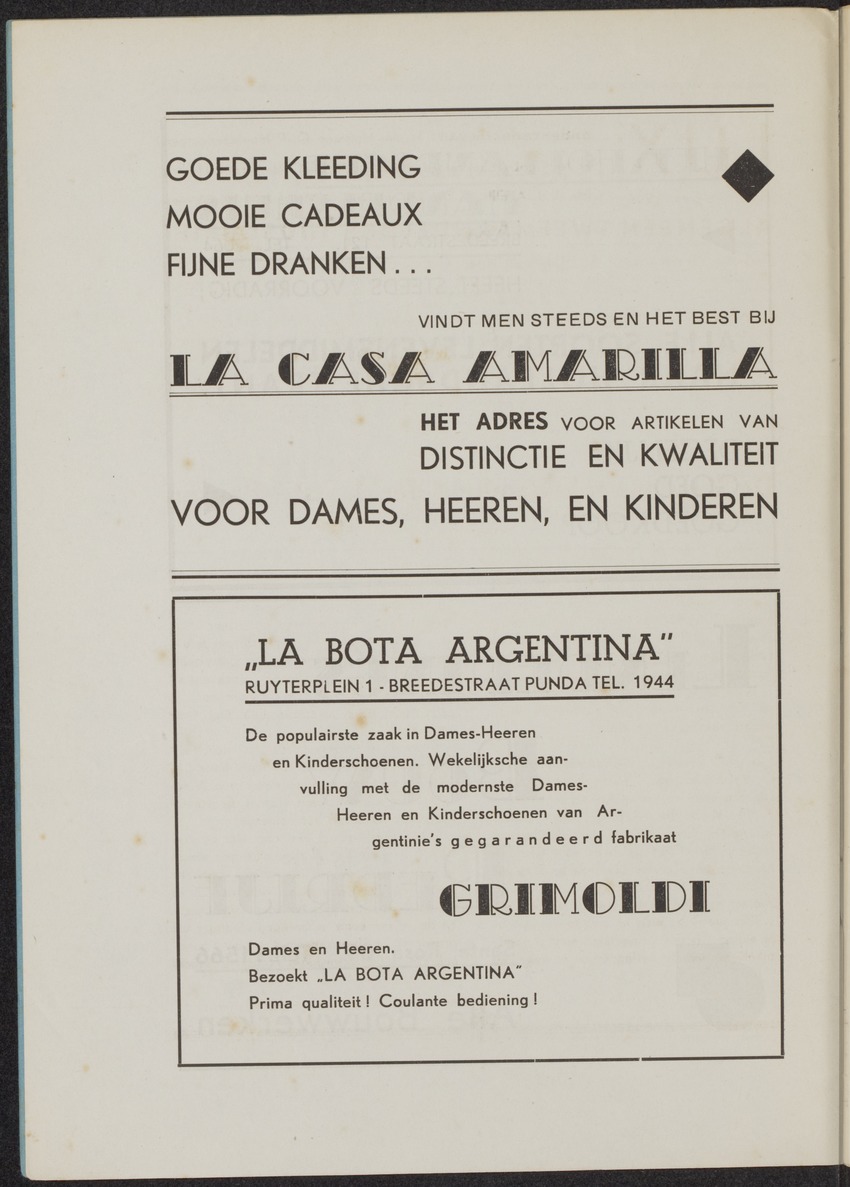 GOEDE KLEEDING
MOOIE CADEAUX
FIJNE DRANKEN...
VINDT MEN STEEDS EN HET BEST BIJ
LA CASA AMARILLA
HET ADRES VOOR ARTIKELEN VAN
DISTINCTIE EN KWALITEIT
VOOR DAMES, HEEREN, EN KINDEREN
„LA BOTA ARGENTINA"
RUYTERPLEIN 1 - BREEDESTRAAT PUNDA TEL. 1944
De populairste zaak in Dames-Heeren
en Kinderschoenen. Wekelijksche aan-
vulling met de modernste Dames-
Heeren en Kinderschoenen van Ar-
gentinie's gegarandeerd fabrikaat
GRIMOLDI
Dames en Heeren.
Bezoekt „LA BOTA ARGENTINA"
Prima qualiteit! Coulante bediening!